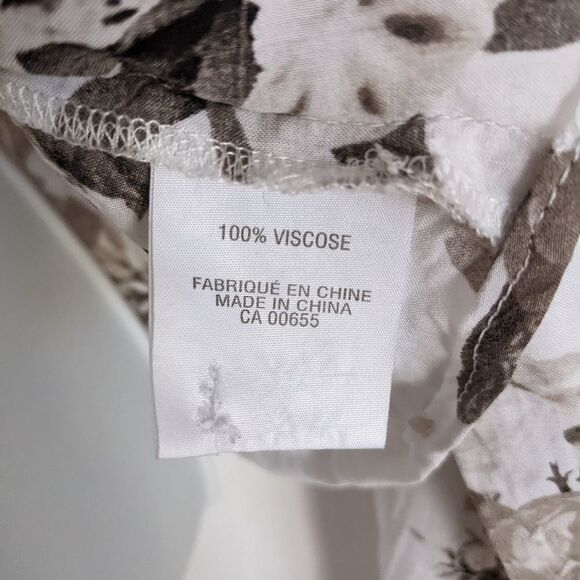 100% VISCOSE
FABRIQUÉ EN CHINE
MADE IN CHINA
CA 00655